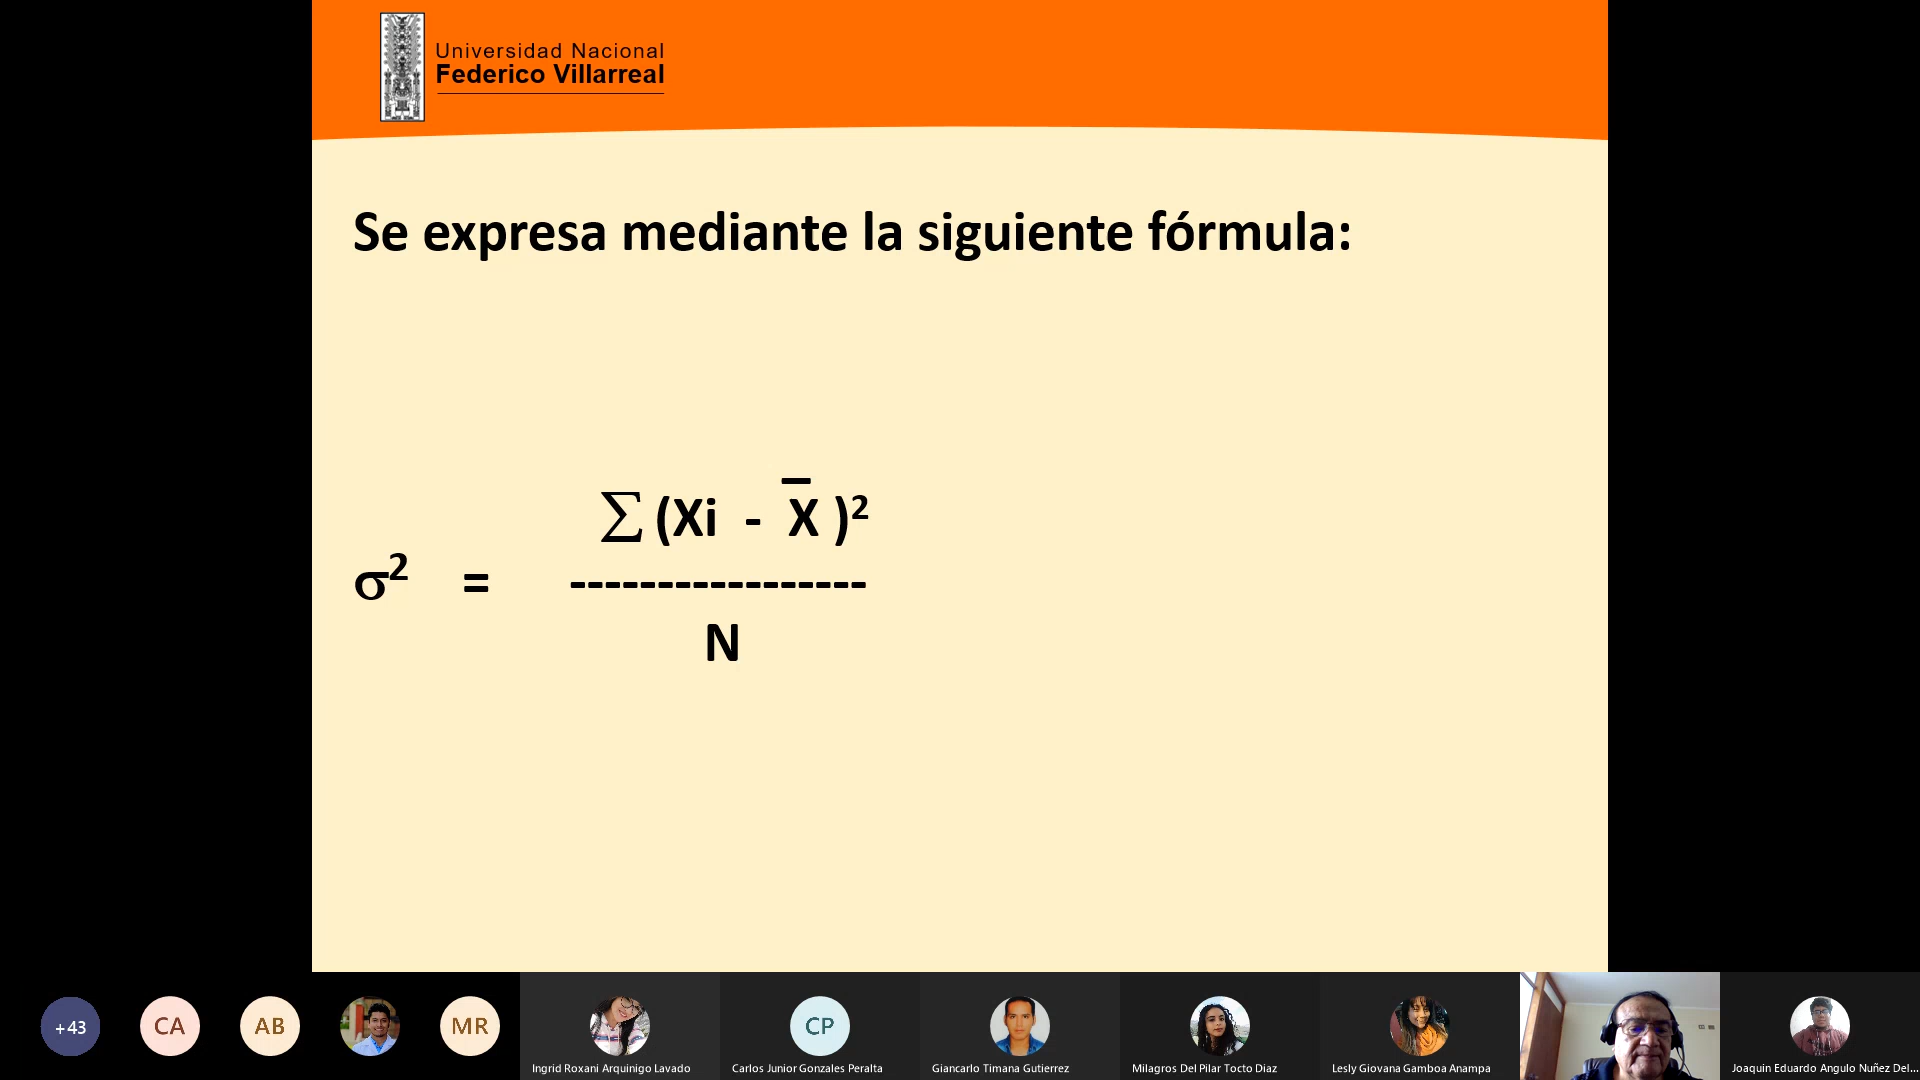 Universidad Nacional
Federico Villarreal
Se expresa mediante la siguiente fórmula:
∑ (Xi - X̅ )²
σ² = -----------------
N
+43
CA
AB
MR
CP
Ingrid Roxani Arquinigo Lavado
Carlos Junior Gonzales Peralta
Giancarlo Timana Gutierrez
Milagros Del Pilar Tocto Diaz
Lesly Giovana Gamboa Anampa
Joaquin Eduardo Angulo Nuñez Del...